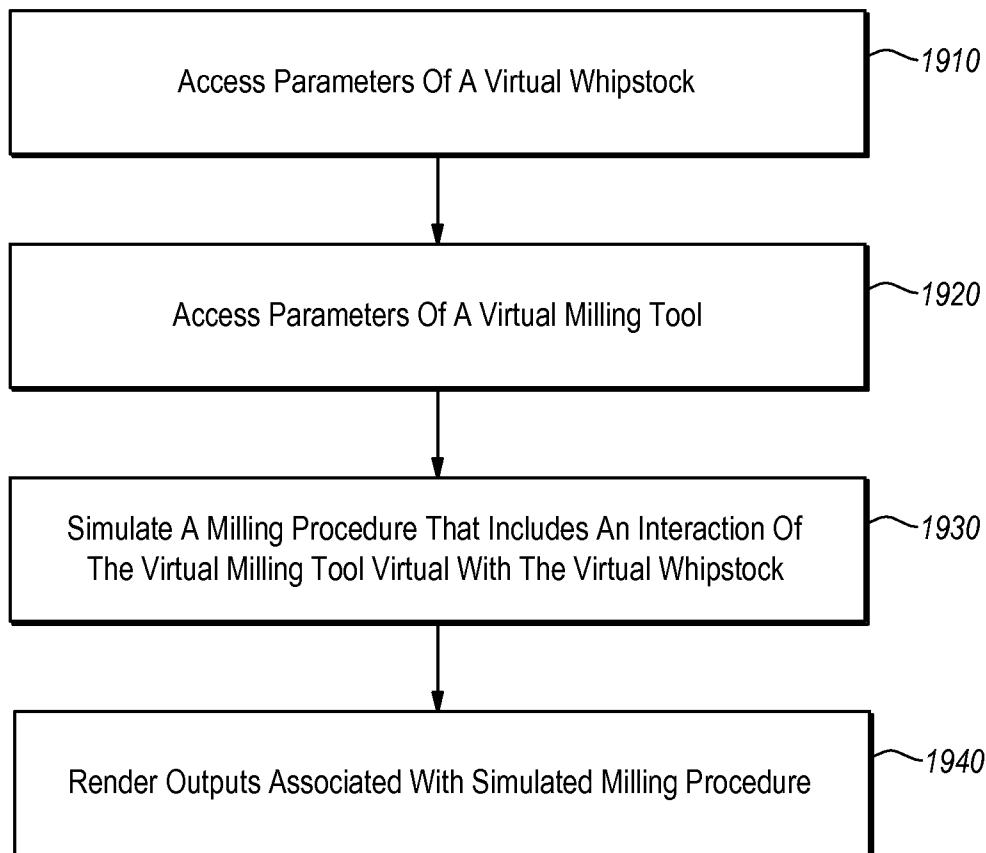 Access Parameters Of A Virtual Whipstock
1910
Access Parameters Of A Virtual Milling Tool
1920
Simulate A Milling Procedure That Includes An Interaction Of
The Virtual Milling Tool Virtual With The Virtual Whipstock
1930
Render Outputs Associated With Simulated Milling Procedure
1940